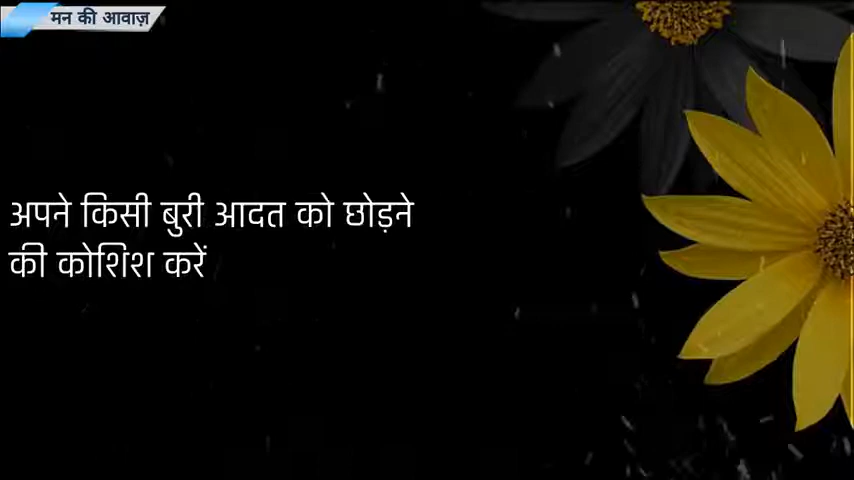 मन की आवाज़
अपने किसी बुरी आदत को छोड़ने
की कोशिश करें